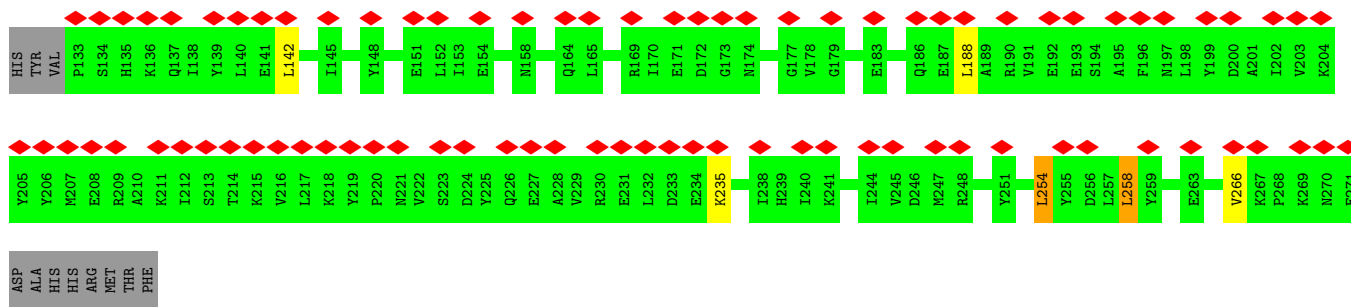 HIS TYR VAL P133 S134 H135 K136 Q137 I138 Y139 L140 E141 L142 I145 Y148 E151 L152 I153 E154 N158 Q164 L165 R169 I170 E171 D172 G173 N174 G177 V178 G179 E183 Q186 E187 L188 A189 R190 V191 E192 E193 S194 A195 F196 N197 L198 Y199 D200 A201 I202 V203 K204
Y205 Y206 M207 E208 R209 A210 K211 I212 S213 T214 K215 V216 L217 K218 Y219 P220 N221 V222 S223 D224 Y225 Q226 E227 A228 V229 R230 E231 L232 D233 E234 K235 I238 H239 I240 K241 I244 V245 D246 M247 R248 Y251 L254 Y255 D256 L257 L258 Y259 E263 V266 K267 P268 K269 N270
ASP ALA HIS HIS ARG MET THR PHE